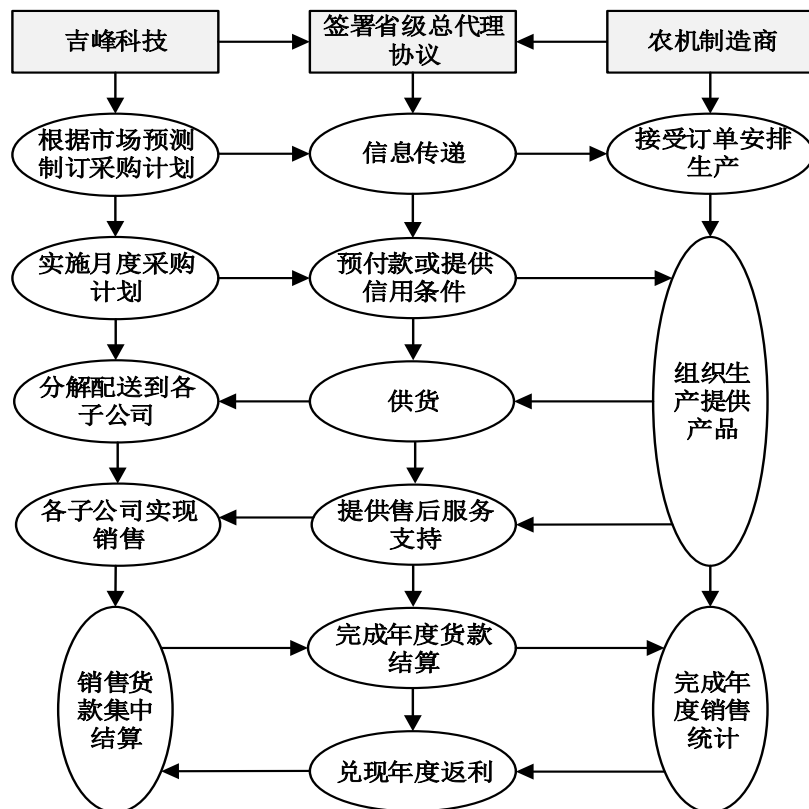 吉峰科技
签署省级总代理
协议
农机制造商
根据市场预测
制订采购计划
信息传递
接受订单安排
生产
实施月度采购
计划
预付款或提供
信用条件
组织生
产提供
产品
分解配送到各
子公司
供货
各子公司实现
销售
提供售后服务
支持
销售货
款集中
结算
完成年度货款
结算
完成年
度销售
统计
兑现年度返利